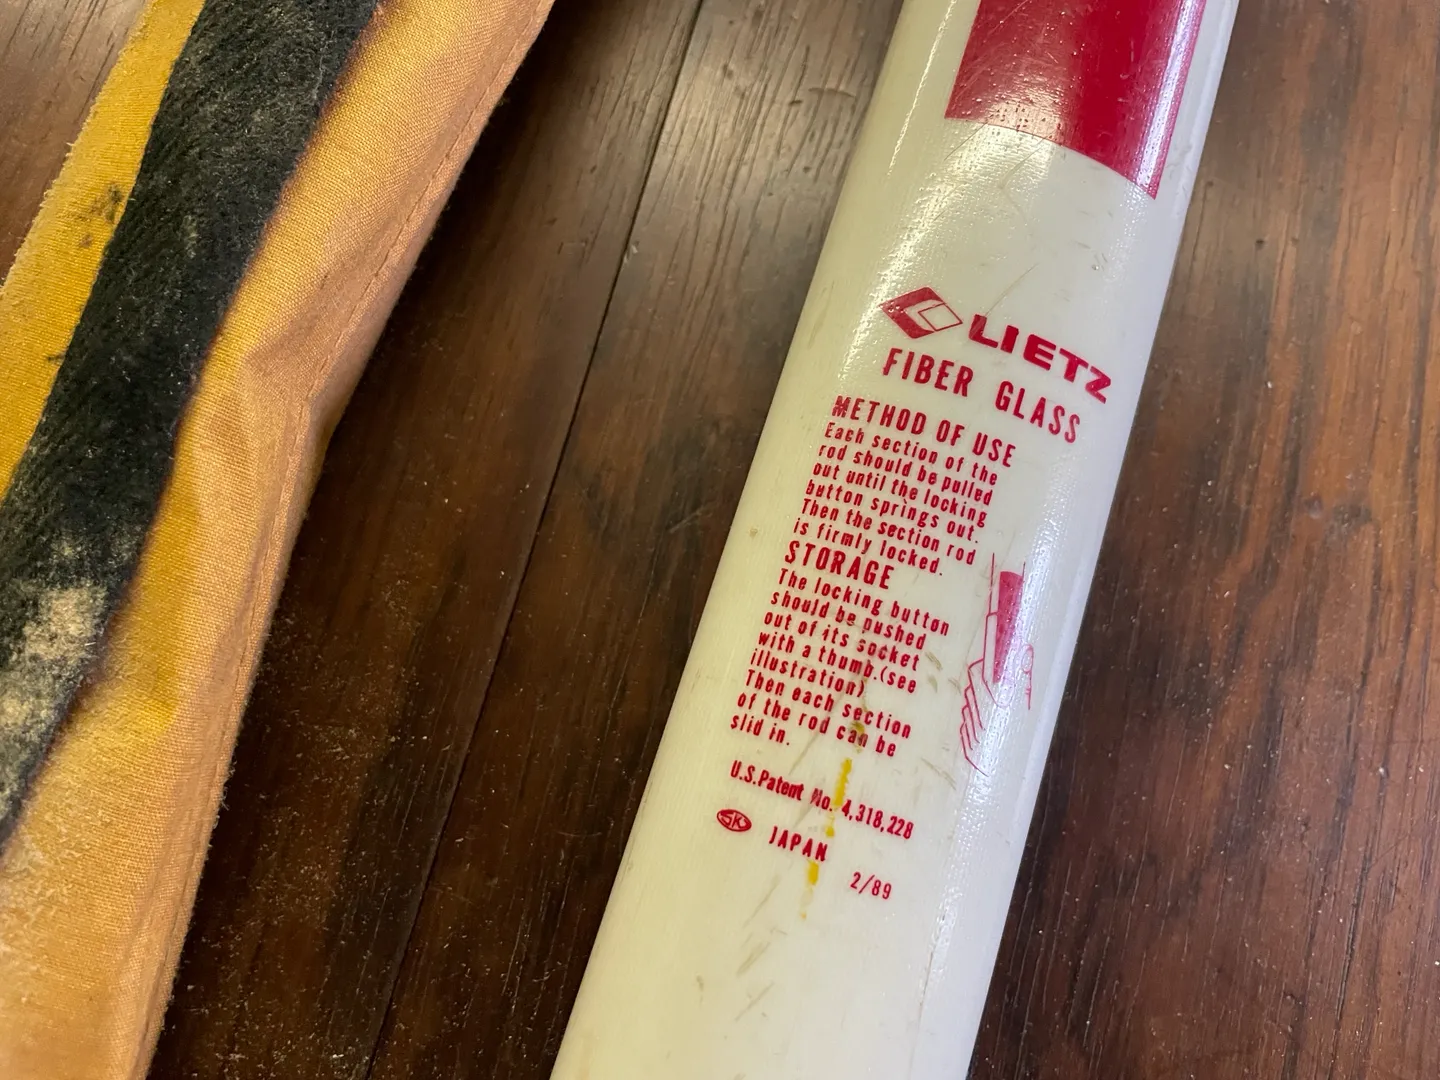 LIETZ
FIBER GLASS
METHOD OF USE
Each section of the
rod should be pulled
out until the locking
button springs out.
Then the section rod
is firmly locked.
STORAGE
The locking button
should be pushed
out of its socket
with a thumb.(see
illustration)
Then each section
of the rod can be
slid in.
U.S.Patent No. 4,318,228
SK JAPAN
2/89